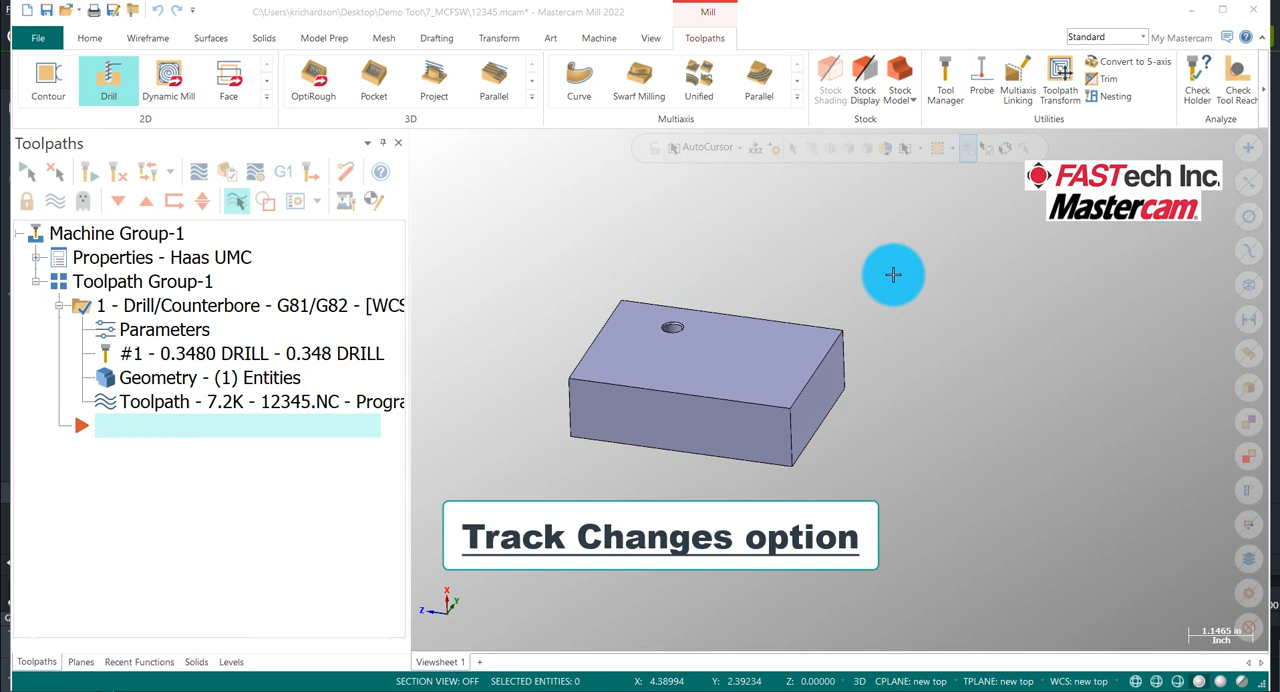 C:\Users\krichardson\Desktop\Demo Tool\7_MCFSW\12345.mcam* - Mastercam Mill 2022
Mill
File
Home
Wireframe
Surfaces
Solids
Transform
Model Prep
Mesh
Drafting
Transform
Art
Machine
View
Toolpaths
Standard
My Mastercam
Contour
Drill
Dynamic Mill
Face
OptiRough
Pocket
Project
Parallel
Curve
Swarf Milling
Unified
Parallel
Stock Shading
Stock Display
Stock Model
Tool Manager
Probe
Multiaxis Linking
Toolpath Transform
Convert to 5-axis
Trim
Nesting
Check Holder
Check Tool Reach
2D
3D
Multiaxis
Stock
Utilities
Analyze
Toolpaths
AutoCursor
G1
FASTech Inc.
Mastercam
Machine Group-1
Properties - Haas UMC
Toolpath Group-1
1 - Drill/Counterbore - G81/G82 - [WCS
Parameters
#1 - 0.3480 DRILL - 0.348 DRILL
Geometry - (1) Entities
Toolpath - 7.2K - 12345.NC - Progra
Track Changes option
X
Y
Z
1.1465 in
Inch
Toolpaths
Planes
Recent Functions
Solids
Levels
Viewsheet 1
+
SECTION VIEW: OFF
SELECTED ENTITIES: 0
X: 4.38994
Y: 2.39234
Z: 0.00000
3D
CPLANE: new top
TPLANE: new top
WCS: new top